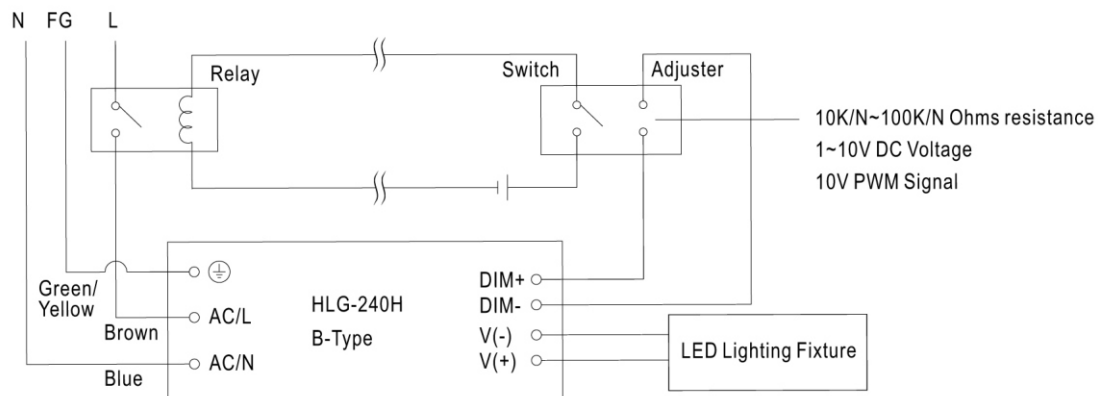 N FG L
Relay
Switch
Adjuster
10K/N~100K/N Ohms resistance
1~10V DC Voltage
10V PWM Signal
Green/
Yellow
Brown
Blue
AC/L
AC/N
HLG-240H
B-Type
DIM+
DIM-
V(-)
V(+)
LED Lighting Fixture